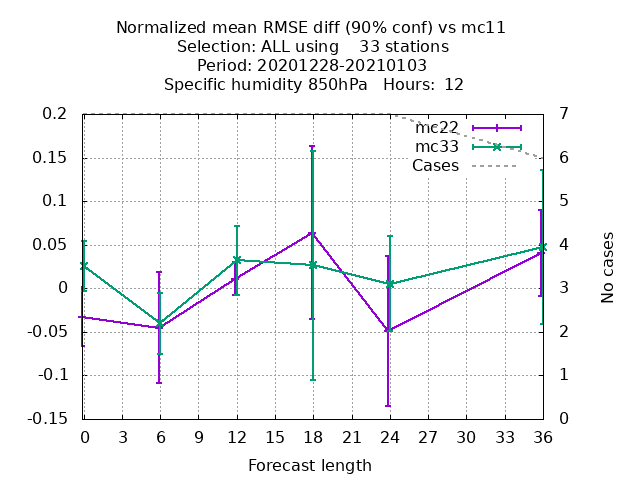 Normalized mean RMSE diff (90% conf) vs mc11
Selection: ALL using    33 stations
Period: 20201228-20210103
Specific humidity 850hPa   Hours:  12
mc22
mc33
Cases
0.2
0.15
0.1
0.05
0
-0.05
-0.1
-0.15
7
6
5
4
3
2
1
0
No cases
0 3 6 9 12 15 18 21 24 27 30 33 36
Forecast length